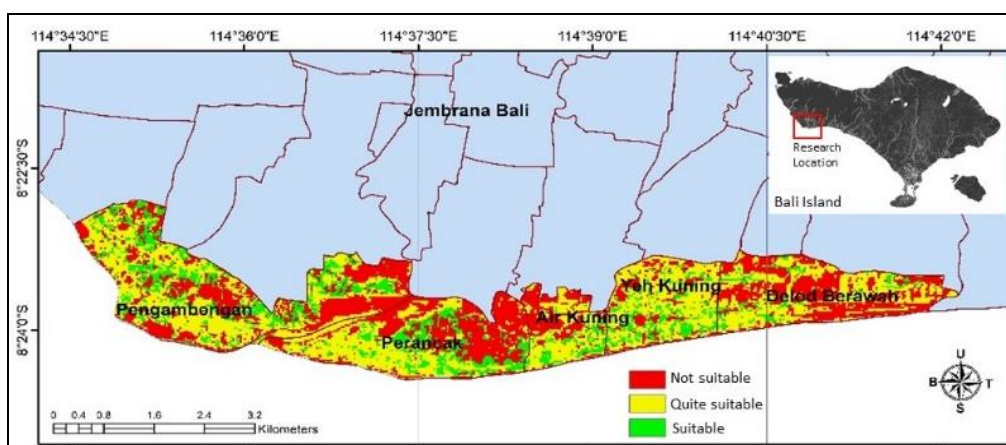 114°34'30"E 114°36'0"E 114°37'30"E 114°39'0"E 114°40'30"E 114°42'0"E
Jembrana Bali
Research
Location
Bali Island
8°22'30"S
8°24'0"S
Pengambongan
Perancak
Air Kuning
Yeh Kuning
Delod Berawah
Not suitable
Quite suitable
Suitable
U
B T
S
0 0.4 0.8 1.6 2.4 3.2
Kilometers